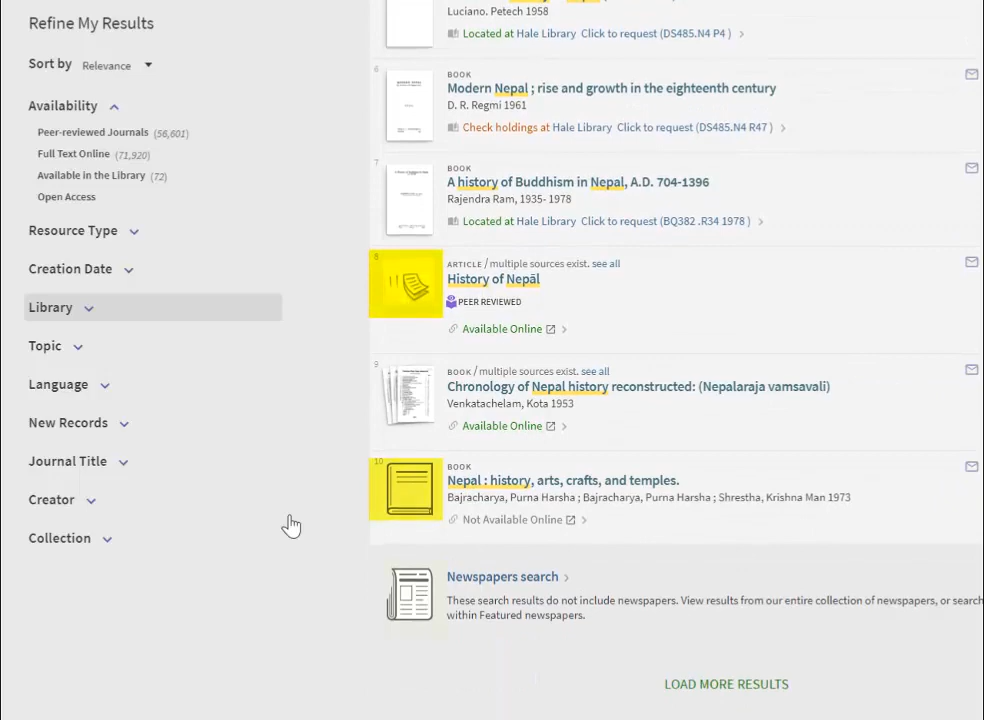 Refine My Results
Sort by Relevance
Availability
Peer-reviewed Journals (56,601)
Full Text Online (71,920)
Available in the Library (72)
Open Access
Resource Type
Creation Date
Library
Topic
Language
New Records
Journal Title
Creator
Collection
Luciano. Petech 1958
Located at Hale Library Click to request (DS485.N4 P4 )
6
BOOK
Modern Nepal ; rise and growth in the eighteenth century
D. R. Regmi 1961
Check holdings at Hale Library Click to request (DS485.N4 R47 )
7
BOOK
A history of Buddhism in Nepal, A.D. 704-1396
Rajendra Ram, 1935- 1978
Located at Hale Library Click to request (BQ382 .R34 1978 )
8
ARTICLE / multiple sources exist. see all
History of Nepāl
PEER REVIEWED
Available Online
9
BOOK / multiple sources exist. see all
Chronology of Nepal history reconstructed: (Nepalaraja vamsavali)
Venkatachelam, Kota 1953
Available Online
10
BOOK
Nepal : history, arts, crafts, and temples.
Bajracharya, Purna Harsha ; Bajracharya, Purna Harsha ; Shrestha, Krishna Man 1973
Not Available Online
Newspapers search
These search results do not include newspapers. View results from our entire collection of newspapers, or search
within Featured newspapers.
LOAD MORE RESULTS